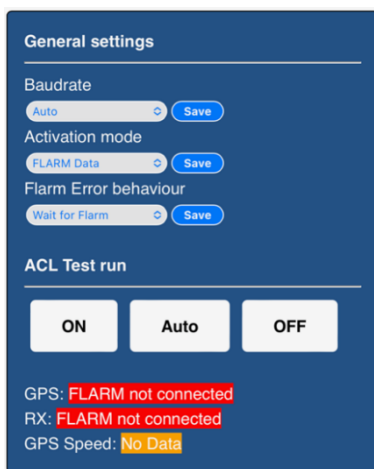 General settings
Baudrate
Auto Save
Activation mode
FLARM Data Save
Flarm Error behaviour
Wait for Flarm Save
ACL Test run
ON Auto OFF
GPS: FLARM not connected
RX: FLARM not connected
GPS Speed: No Data